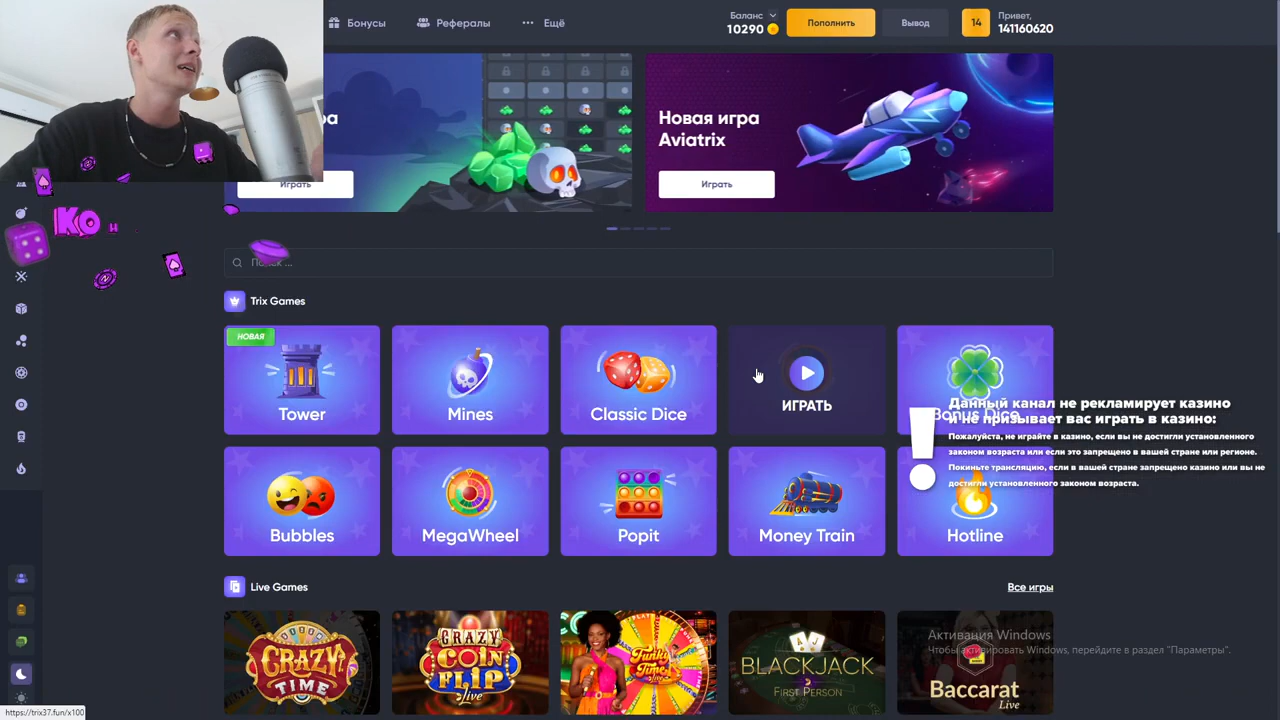 Бонусы
Рефералы
Ещё
Баланс
10290
Пополнить
Вывод
14
Привет,
141160620
ра
Играть
Новая игра
Aviatrix
Играть
KO
Trix Games
НОВАЯ
Tower
Mines
Classic Dice
ИГРАТЬ
Bonus Dice
Данный канал не рекламирует казино
и не призывает вас играть в казино:
Пожалуйста, не играйте в казино, если вы не достигли установленного
законом возраста или если это запрещено в вашей стране или регионе.
Покиньте трансляцию, если в вашей стране запрещено казино или вы не
достигли установленного законом возраста.
Bubbles
MegaWheel
Popit
Money Train
Hotline
Live Games
Все игры
CRAZY
TIME
CRAZY
COIN
FLIP
Live
Funky
Time
BLACKJACK
FIRST PERSON
Baccarat
Live
Активация Windows
Чтобы активировать Windows, перейдите в раздел "Параметры".
https://trix37.fun/x100